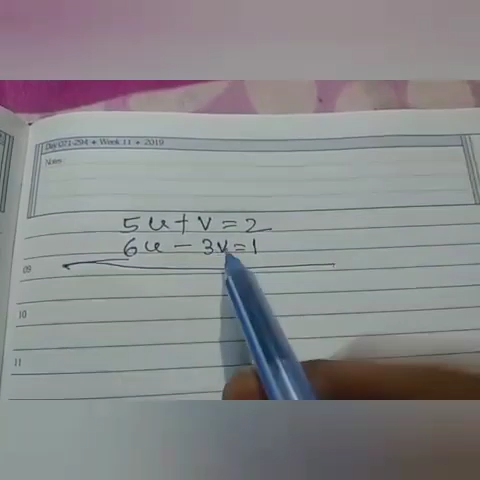 Day 071-294 • Week 11 • 2019
Notes
5u+v=2
6u-3v=1
09
10
11